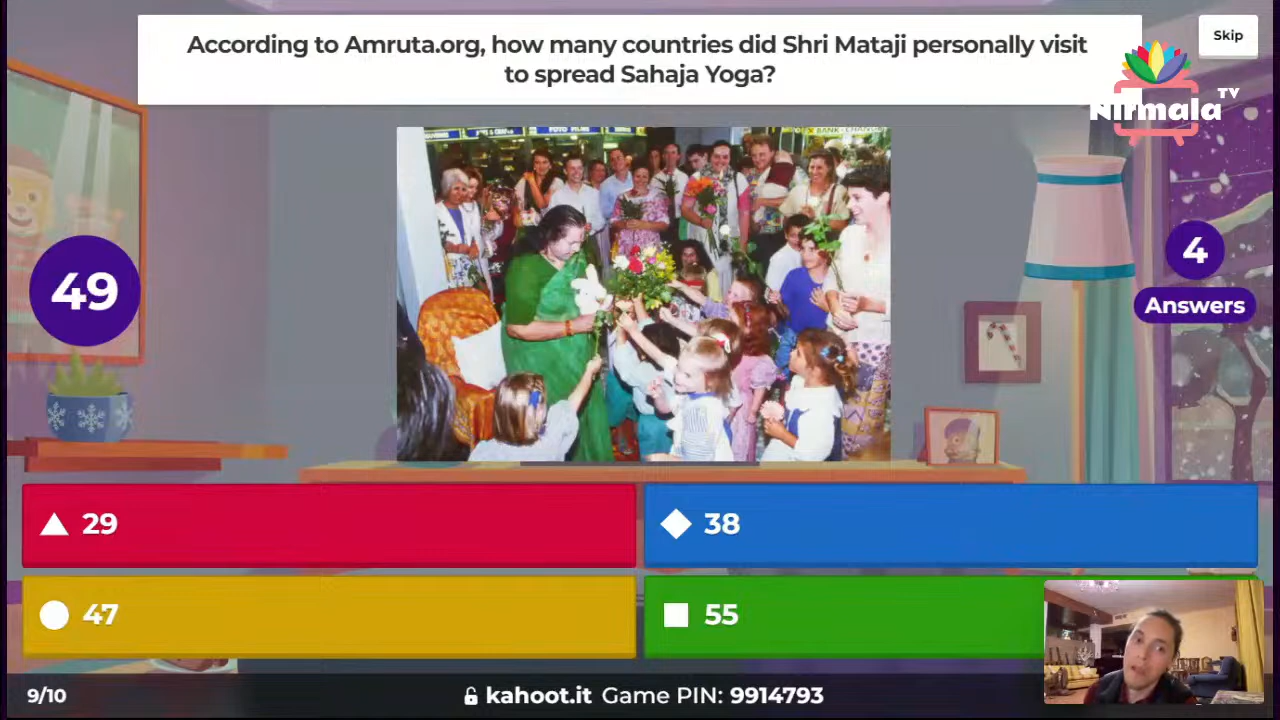 According to Amruta.org, how many countries did Shri Mataji personally visit
to spread Sahaja Yoga?
Skip
Nirmala TV
49
4
Answers
29
38
47
55
9/10
kahoot.it Game PIN: 9914793